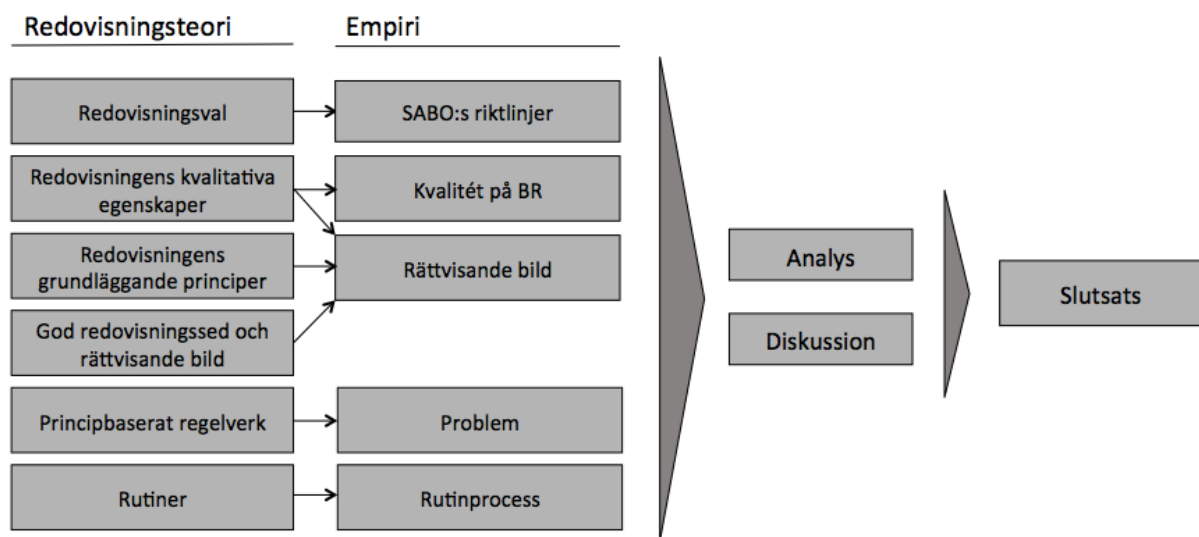 Redovisningsteori
Empiri
Redovisningsval
SABO:s riktlinjer
Redovisningens kvalitativa
egenskaper
Kvalitét på BR
Redovisningens
grundläggande principer
Rättvisande bild
God redovisningssed och
rättvisande bild
Principbaserat regelverk
Problem
Rutiner
Rutinprocess
Analys
Diskussion
Slutsats